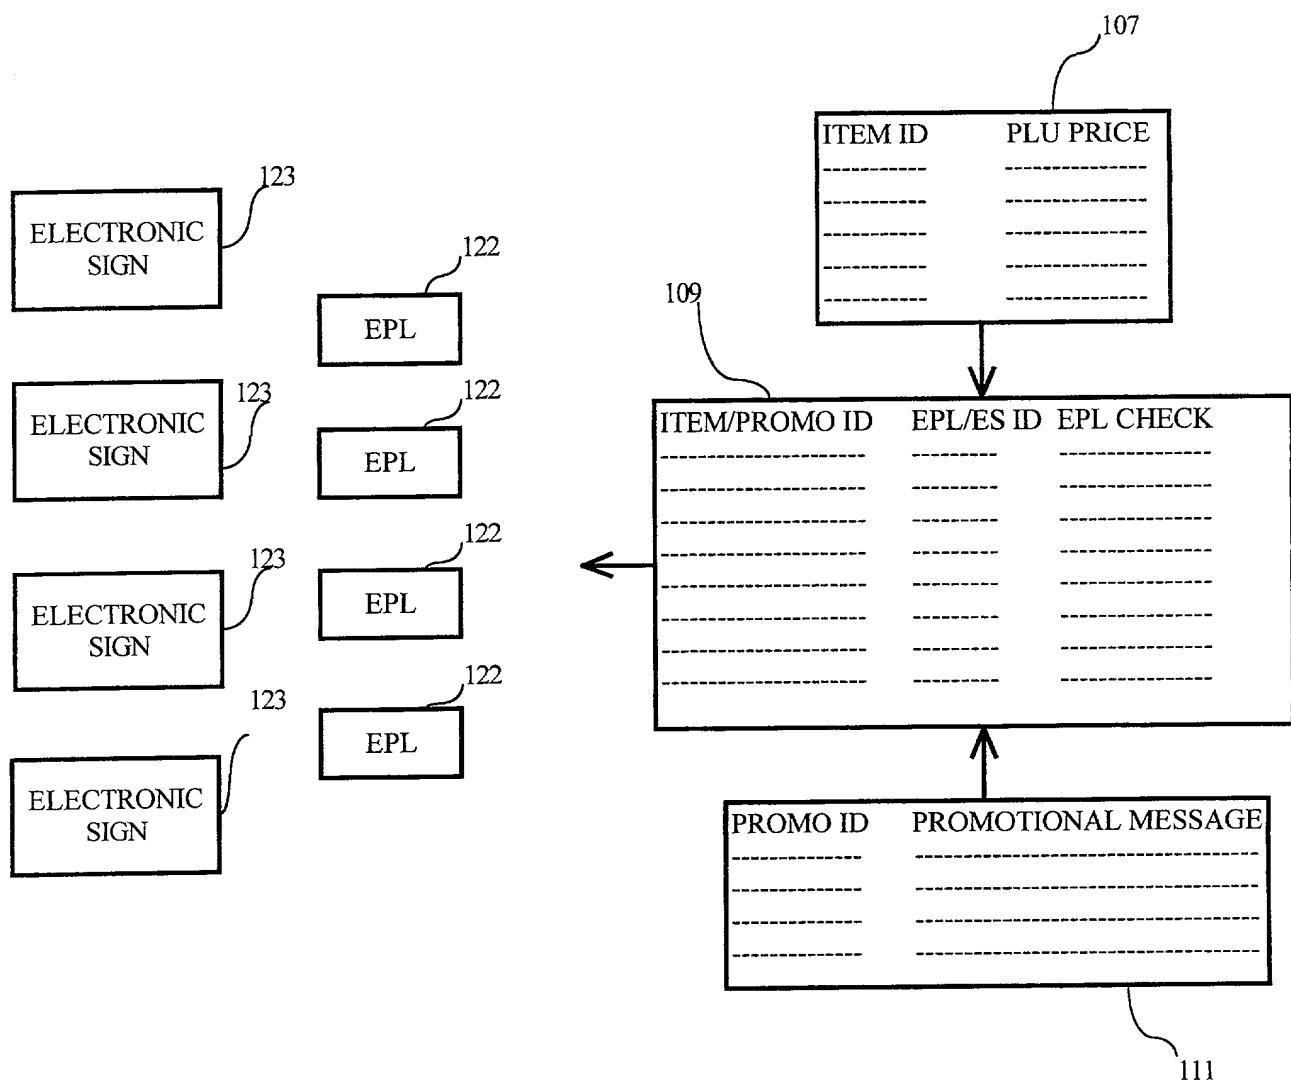 107
ITEM ID PLU PRICE
123
ELECTRONIC
SIGN
122
EPL
109
123
ELECTRONIC
SIGN
122
EPL
ITEM/PROMO ID EPL/ES ID EPL CHECK
123
ELECTRONIC
SIGN
122
EPL
123
ELECTRONIC
SIGN
122
EPL
PROMO ID PROMOTIONAL MESSAGE
111